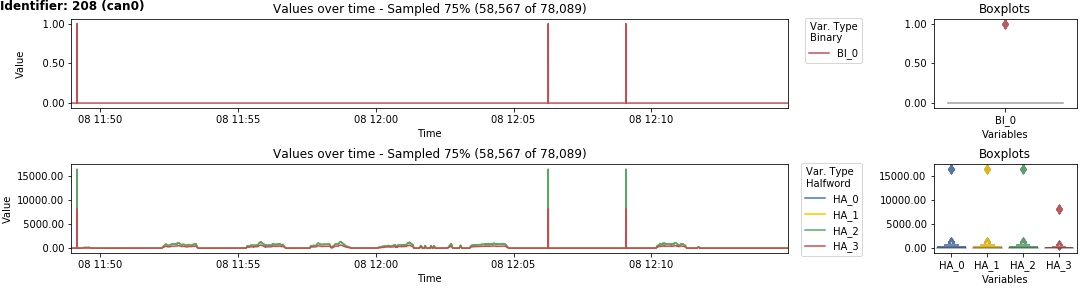 Identifier: 208 (can0)
Values over time - Sampled 75% (58,567 of 78,089)
Boxplots
1.00
0.50
0.00
Value
08 11:50
08 11:55
08 12:00
08 12:05
08 12:10
Time
Var. Type
Binary
BI_0
1.00
0.50
0.00
BI_0
Variables
Values over time - Sampled 75% (58,567 of 78,089)
Boxplots
15000.00
10000.00
5000.00
0.00
Value
08 11:50
08 11:55
08 12:00
08 12:05
08 12:10
Time
Var. Type
Halfword
HA_0
HA_1
HA_2
HA_3
15000.00
10000.00
5000.00
0.00
HA_0
HA_1
HA_2
HA_3
Variables